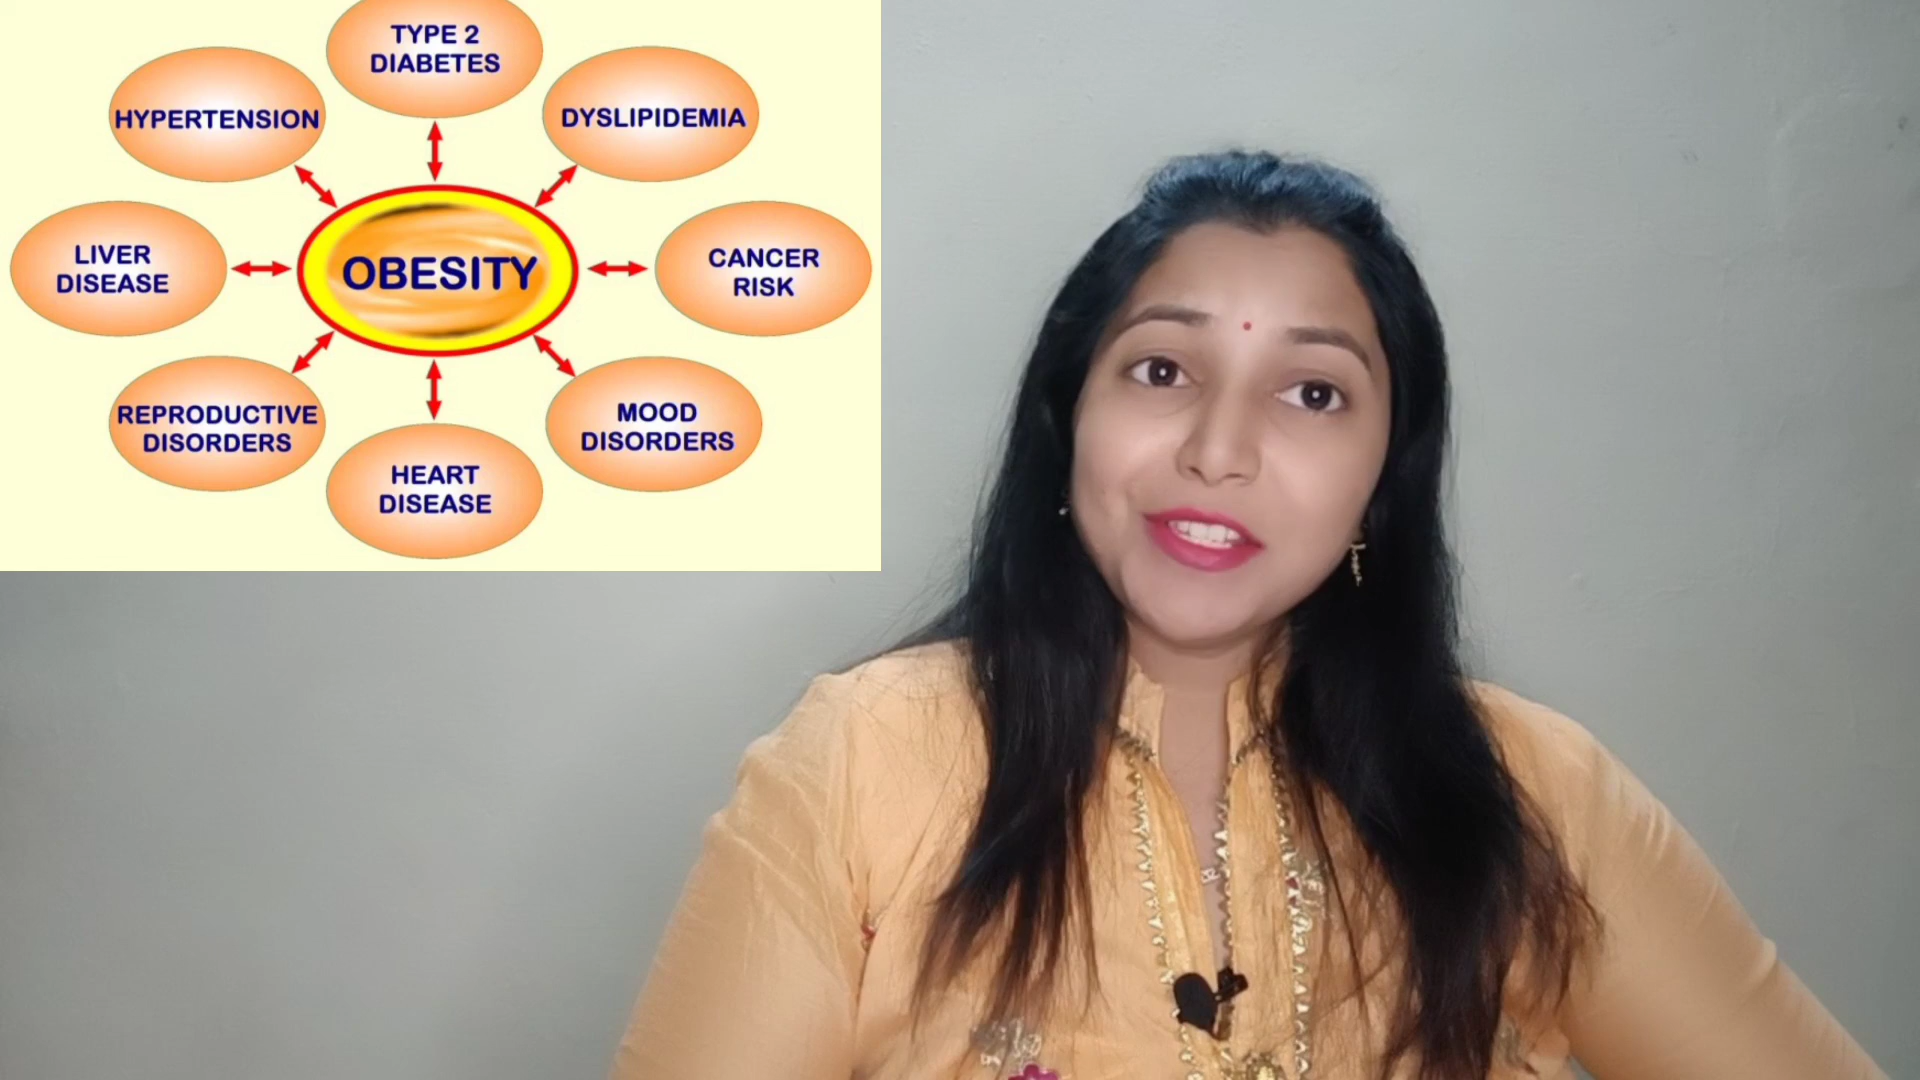 TYPE 2
DIABETES
HYPERTENSION
DYSLIPIDEMIA
LIVER
DISEASE
OBESITY
CANCER
RISK
REPRODUCTIVE
DISORDERS
MOOD
DISORDERS
HEART
DISEASE